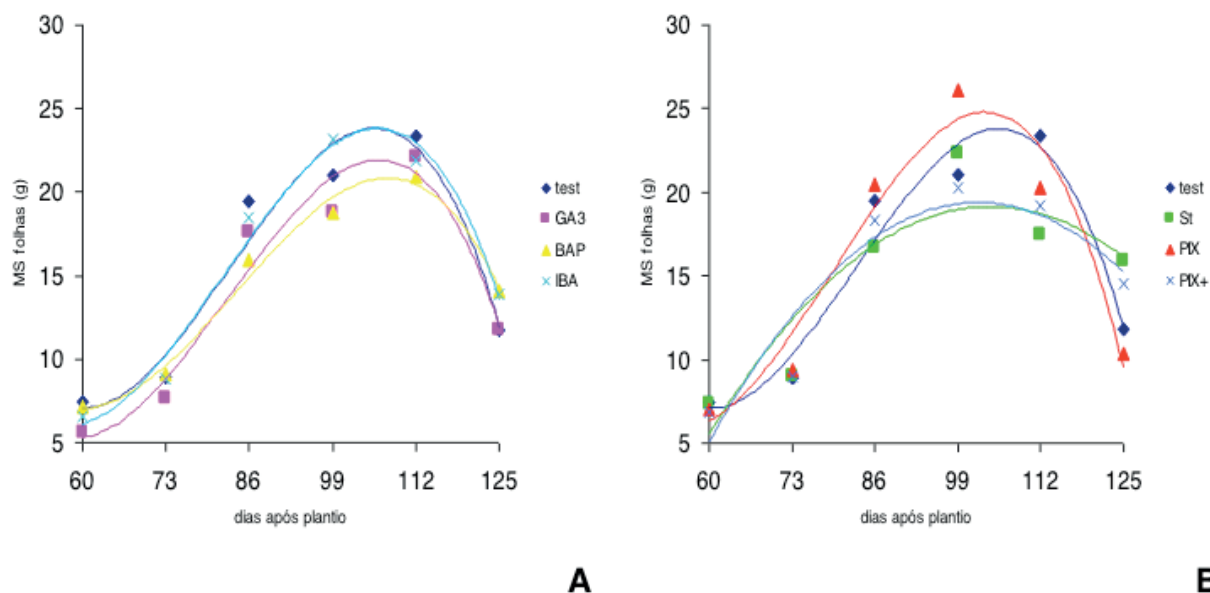 30
25
20
15
10
5
MS folhas (g)
60 73 86 99 112 125
dias após plantio
test
GA3
BAP
IBA
A
30
25
20
15
10
5
MS folhas (g)
60 73 86 99 112 125
dias após plantio
test
St
PIX
PIX+